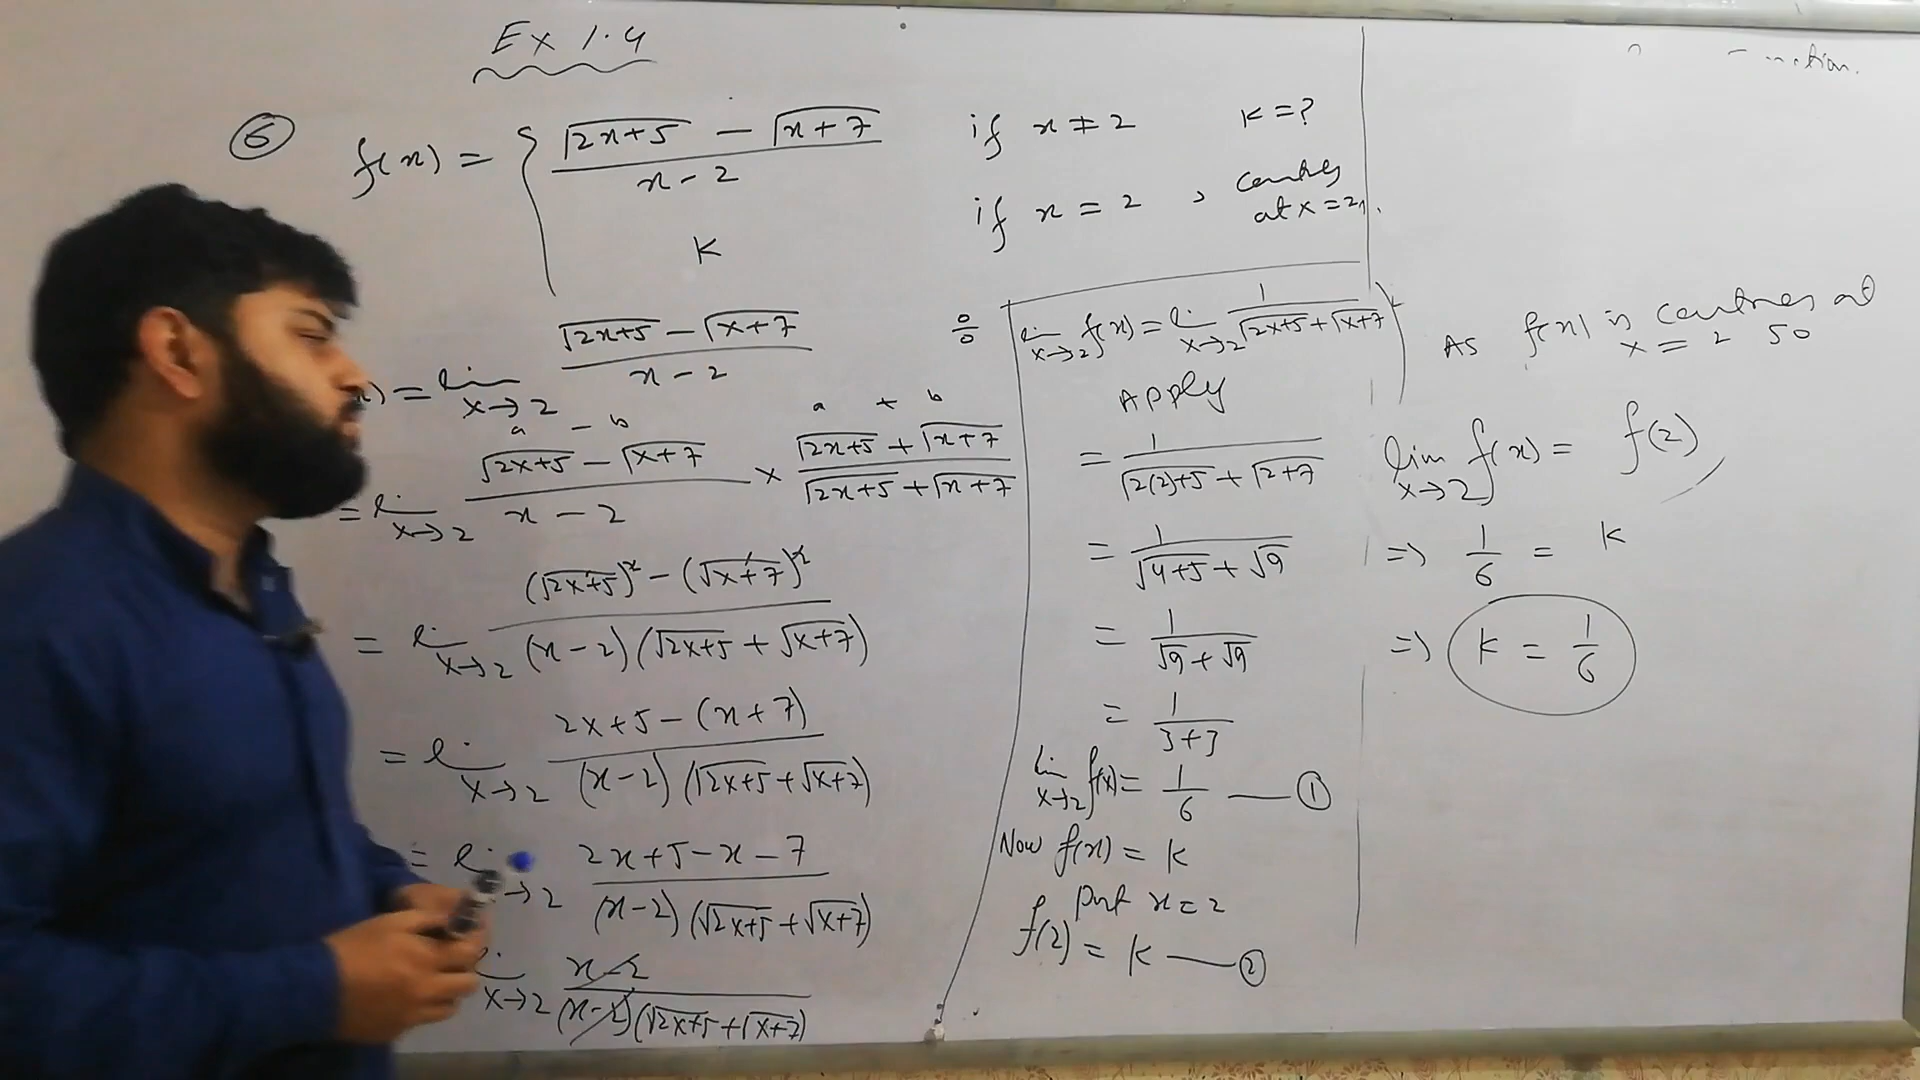 Ex 1.4
⑥ f(x) = { √2x+5 − √x+7 / x − 2 if x ≠ 2 K = ?
K if x = 2 ,
at x = 2
√2x+5 − √x+7 / x − 2 0/0
) = lim x→2
a − b a + b
= lim x→2 √2x+5 − √x+7 / x − 2 × √2x+5 + √x+7 / √2x+5 + √x+7
= lim x→2 (√2x+5)² − (√x+7)² / (x−2)(√2x+5 + √x+7)
= lim x→2 2x+5 − (x+7) / (x−2)(√2x+5 + √x+7)
= li →2 2x+5−x−7 / (x−2)(√2x+5 + √x+7)
lim x→2 x−2 / (x−2)(√2x+5 + √x+7)
lim x→2 f(x) = lim x→2 1 / √2x+5 + √x+7
Apply
= 1 / √2(2)+5 + √2+7
= 1 / √4+5 + √9
= 1 / √9 + √9
= 1 / 3+3
lim x→2 f(x) = 1/6 — ①
Now f(x) = K
Put x = 2
f(2) = K — ②
As f(x) is at
x = 2 so
lim x→2 f(x) = f(2)
⇒ 1/6 = K
⇒ K = 1/6